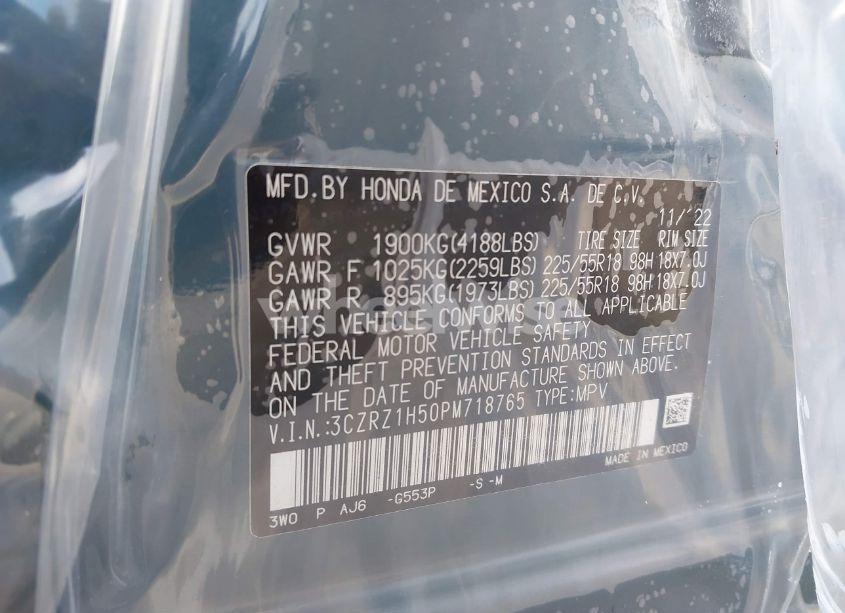 MFD.BY HONDA DE MEXICO S.A. DE C.V.
11/'22
GVWR 1900KG(4188LBS) TIRE SIZE RIM SIZE
GAWR F 1025KG(2259LBS) 225/55R18 98H 18X7.0J
GAWR R 895KG(1973LBS) 225/55R18 98H 18X7.0J
THIS VEHICLE CONFORMS TO ALL APPLICABLE
FEDERAL MOTOR VEHICLE SAFETY
AND THEFT PREVENTION STANDARDS IN EFFECT
ON THE DATE OF MANUFACTURE SHOWN ABOVE.
V.I.N.:3CZRZ1H50PM718765 TYPE:MPV
MADE IN MEXICO
3W0 P AJ6 -G553P -S -M